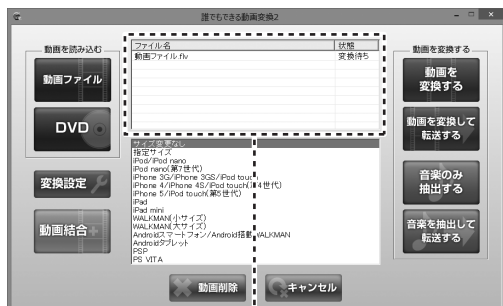 誰でもできる動画変換2
動画を読み込む
動画ファイル
DVD
変換設定
動画結合
ファイル名 状態
動画ファイル.flv 変換待ち
サイズ変更なし
指定サイズ
iPod/iPod nano
iPod nano(第7世代)
iPhone 3G/iPhone 3GS/iPod touch
iPhone 4/iPhone 4S/iPod touch(第4世代)
iPhone 5/iPod touch(第5世代)
iPad
iPad mini
WALKMAN(小サイズ)
WALKMAN(大サイズ)
Androidスマートフォン/Android搭載WALKMAN
Androidタブレット
PSP
PS VITA
動画を変換する
動画を
変換する
動画を変換して
転送する
音楽のみ
抽出する
音楽を抽出して
転送する
動画削除
キャンセル